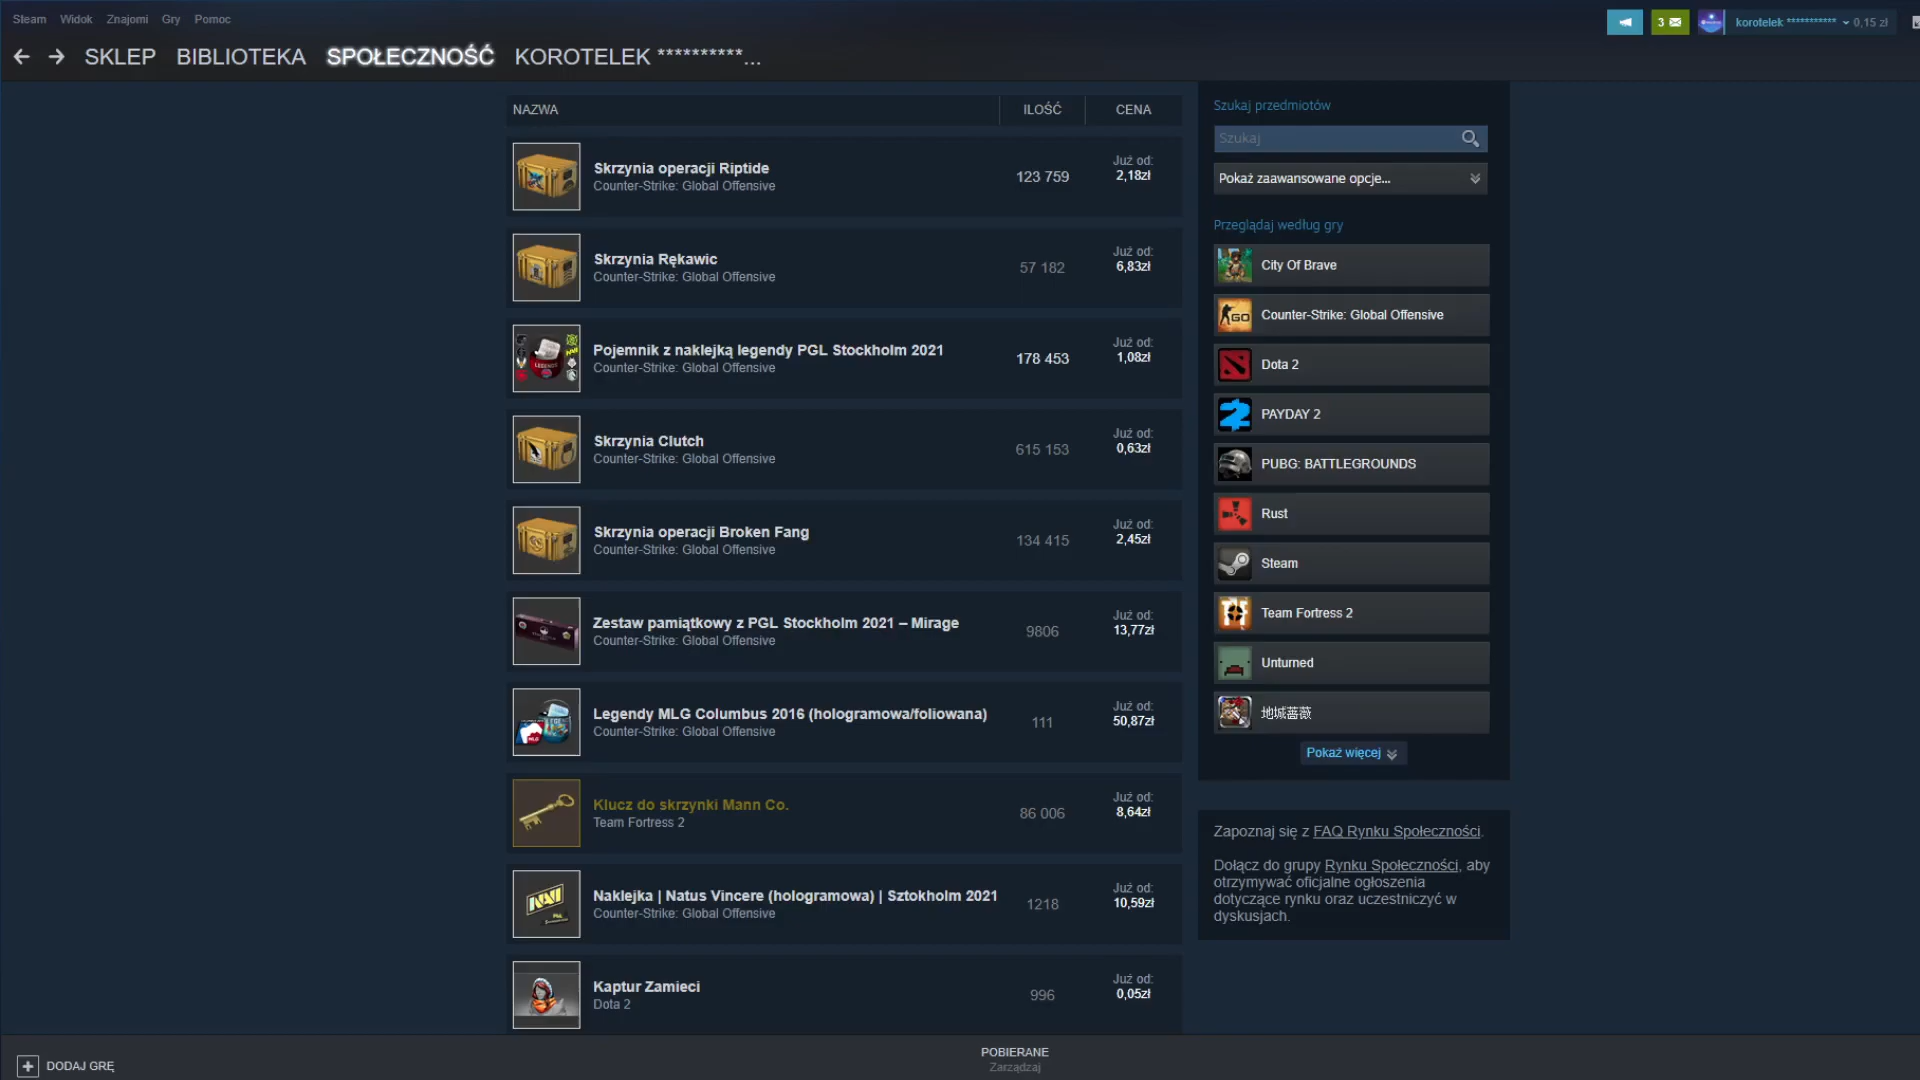 Steam Widok Znajomi Gry Pomoc
3 korotelek *********** 0,15 zł
SKLEP BIBLIOTEKA SPOŁECZNOŚĆ KOROTELEK **********...
NAZWA ILOŚĆ CENA
Skrzynia operacji Riptide
Counter-Strike: Global Offensive
123 759
Już od:
2,18zł
Skrzynia Rękawic
Counter-Strike: Global Offensive
57 182
Już od:
6,83zł
Pojemnik z naklejką legendy PGL Stockholm 2021
Counter-Strike: Global Offensive
178 453
Już od:
1,08zł
Skrzynia Clutch
Counter-Strike: Global Offensive
615 153
Już od:
0,63zł
Skrzynia operacji Broken Fang
Counter-Strike: Global Offensive
134 415
Już od:
2,45zł
Zestaw pamiątkowy z PGL Stockholm 2021 – Mirage
Counter-Strike: Global Offensive
9806
Już od:
13,77zł
Legendy MLG Columbus 2016 (hologramowa/foliowana)
Counter-Strike: Global Offensive
111
Już od:
50,87zł
Klucz do skrzynki Mann Co.
Team Fortress 2
86 006
Już od:
8,64zł
Naklejka | Natus Vincere (hologramowa) | Sztokholm 2021
Counter-Strike: Global Offensive
1218
Już od:
10,59zł
Kaptur Zamieci
Dota 2
996
Już od:
0,05zł
Szukaj przedmiotów
Szukaj
Pokaż zaawansowane opcje...
Przeglądaj według gry
City Of Brave
Counter-Strike: Global Offensive
Dota 2
PAYDAY 2
PUBG: BATTLEGROUNDS
Rust
Steam
Team Fortress 2
Unturned
地城蔷薇
Pokaż więcej
Zapoznaj się z FAQ Rynku Społeczności.
Dołącz do grupy Rynku Społeczności, aby
otrzymywać oficjalne ogłoszenia
dotyczące rynku oraz uczestniczyć w
dyskusjach.
DODAJ GRĘ
POBIERANE
Zarządzaj